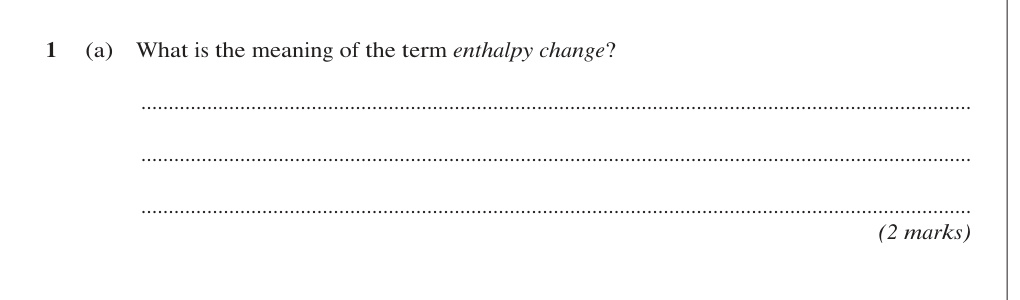 1 (a) What is the meaning of the term enthalpy change?
(2 marks)